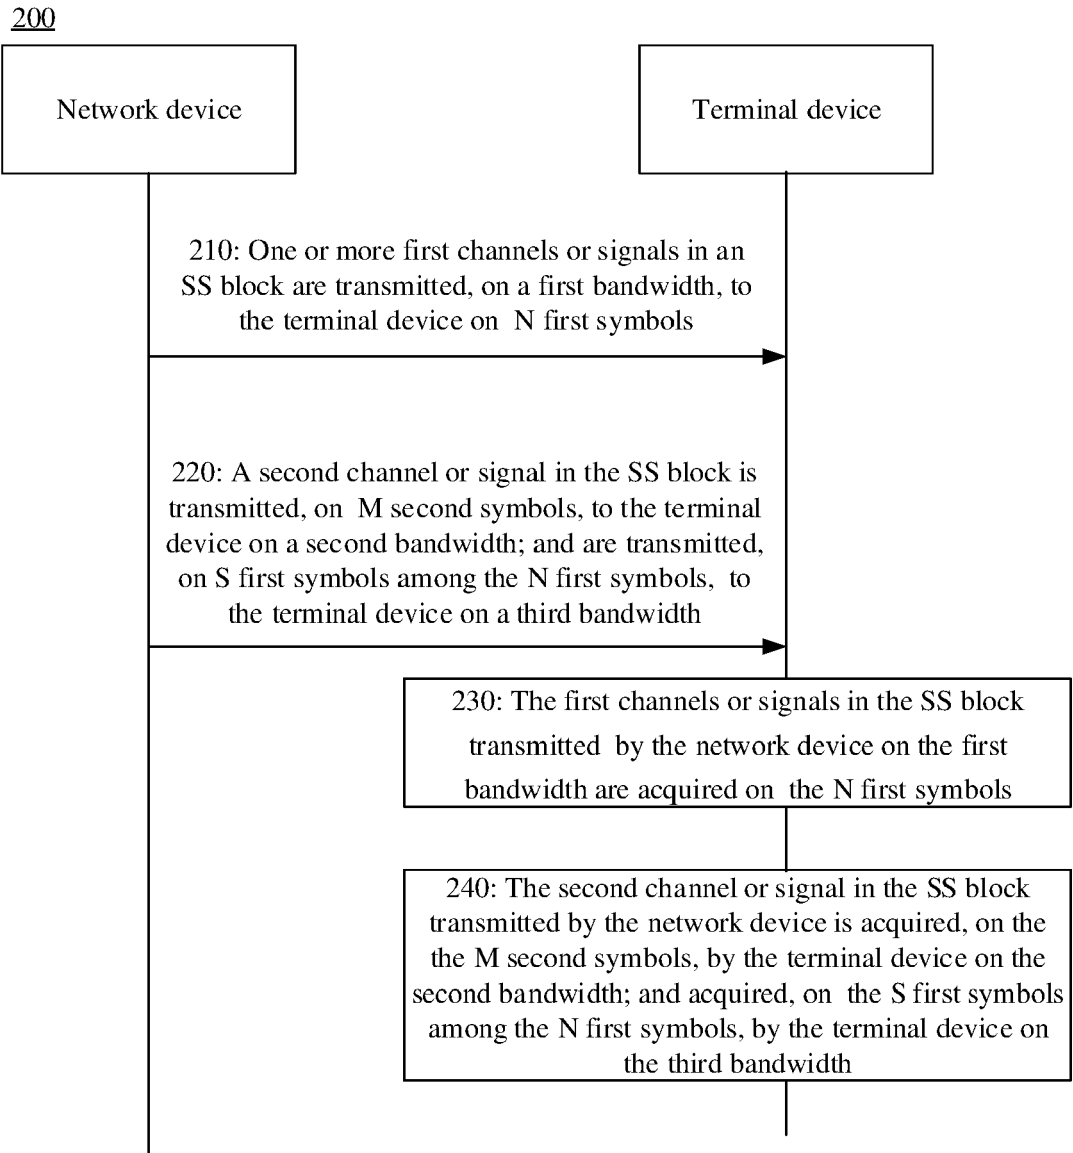 200
Network device
Terminal device
210: One or more first channels or signals in an
SS block are transmitted, on a first bandwidth, to
the terminal device on N first symbols
220: A second channel or signal in the SS block is
transmitted, on M second symbols, to the terminal
device on a second bandwidth; and are transmitted,
on S first symbols among the N first symbols, to
the terminal device on a third bandwidth
230: The first channels or signals in the SS block
transmitted by the network device on the first
bandwidth are acquired on the N first symbols
240: The second channel or signal in the SS block
transmitted by the network device is acquired, on the
the M second symbols, by the terminal device on the
second bandwidth; and acquired, on the S first symbols
among the N first symbols, by the terminal device on
the third bandwidth